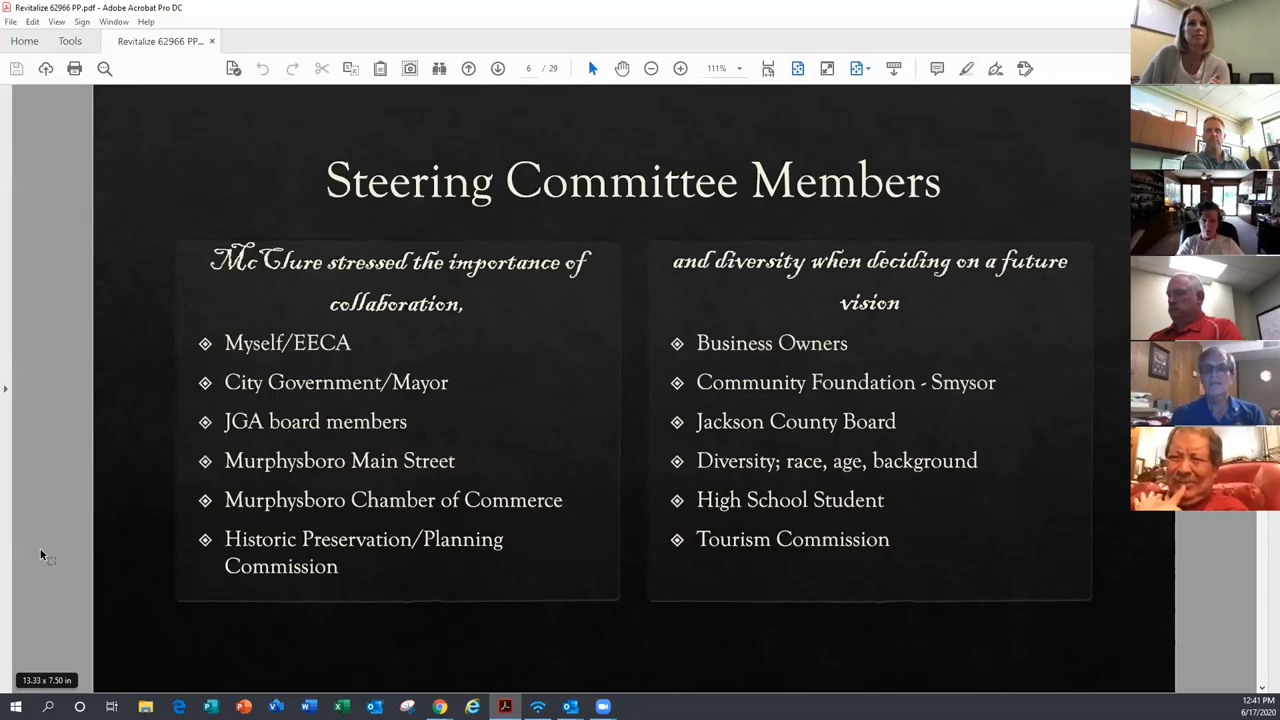 Revitalize 62966 PP.pdf - Adobe Acrobat Pro DC
File Edit View Sign Window Help
Home Tools Revitalize 62966 PP... ×
6 / 29 111%
Steering Committee Members
McClure stressed the importance of
collaboration,
Myself/EECA
City Government/Mayor
JGA board members
Murphysboro Main Street
Murphysboro Chamber of Commerce
Historic Preservation/Planning
Commission
and diversity when deciding on a future
vision
Business Owners
Community Foundation - Smysor
Jackson County Board
Diversity; race, age, background
High School Student
Tourism Commission
13.33 x 7.50 in
12:41 PM
6/17/2020